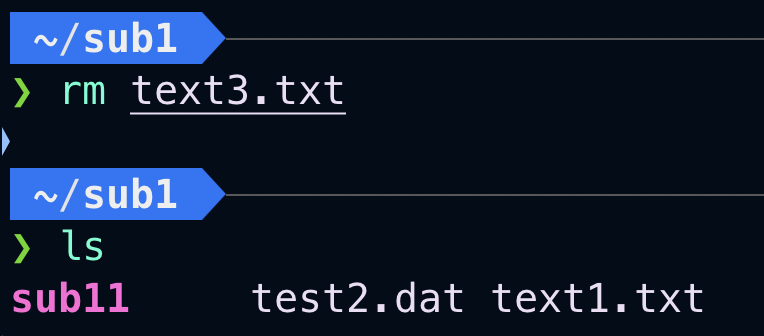 ~/sub1
❯ rm text3.txt
~/sub1
❯ ls
sub11 test2.dat text1.txt